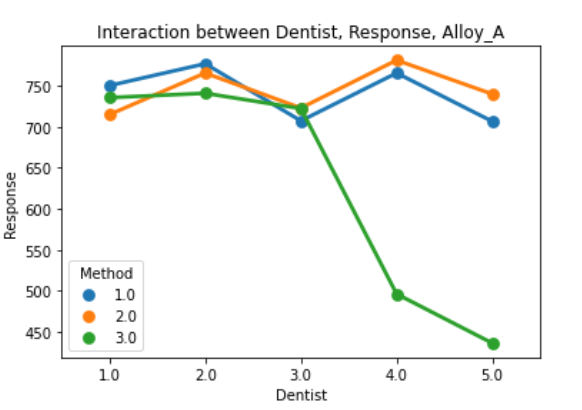 Interaction between Dentist, Response, Alloy_A
Response
750
700
650
600
550
500
450
Method
1.0
2.0
3.0
1.0 2.0 3.0 4.0 5.0
Dentist